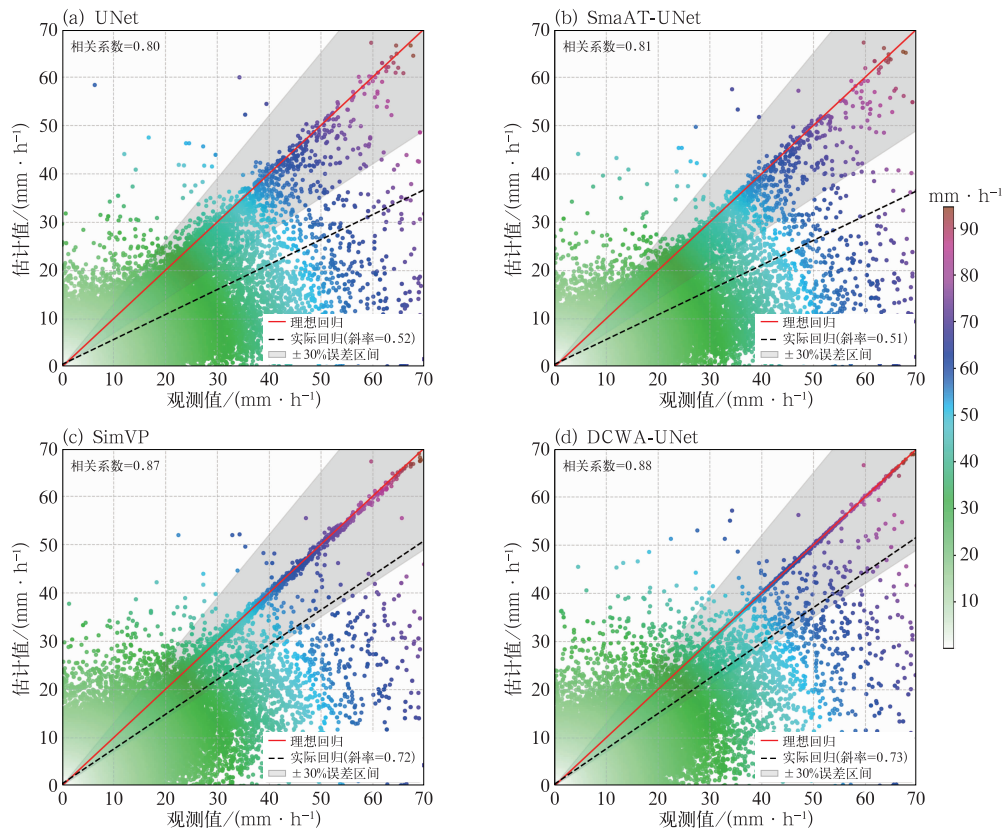 (a) UNet
相关系数=0.80
估计值/(mm · h⁻¹)
70
60
50
40
30
20
10
0
理想回归
实际回归(斜率=0.52)
±30%误差区间
0 10 20 30 40 50 60 70
观测值/(mm · h⁻¹)
(b) SmaAT-UNet
相关系数=0.81
估计值/(mm · h⁻¹)
70
60
50
40
30
20
10
0
理想回归
实际回归(斜率=0.51)
±30%误差区间
0 10 20 30 40 50 60 70
观测值/(mm · h⁻¹)
(c) SimVP
相关系数=0.87
估计值/(mm · h⁻¹)
70
60
50
40
30
20
10
0
理想回归
实际回归(斜率=0.72)
±30%误差区间
0 10 20 30 40 50 60 70
观测值/(mm · h⁻¹)
(d) DCWA-UNet
相关系数=0.88
估计值/(mm · h⁻¹)
70
60
50
40
30
20
10
0
理想回归
实际回归(斜率=0.73)
±30%误差区间
0 10 20 30 40 50 60 70
观测值/(mm · h⁻¹)
mm · h⁻¹
90
80
70
60
50
40
30
20
10